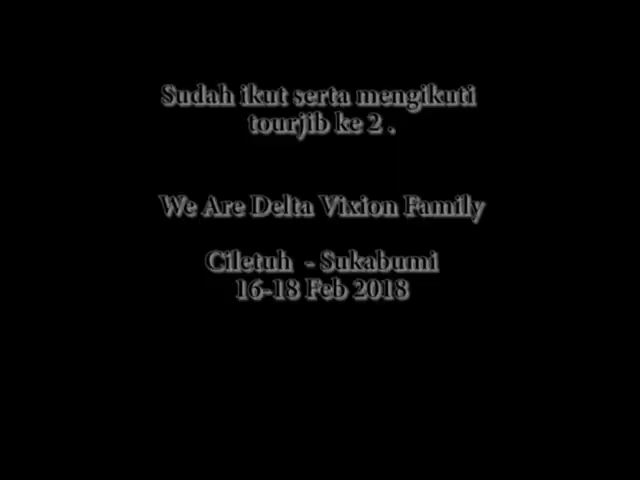 Sudah ikut serta mengikuti
tourjib ke 2 .
We Are Delta Vixion Family
Ciletuh - Sukabumi
16-18 Feb 2018